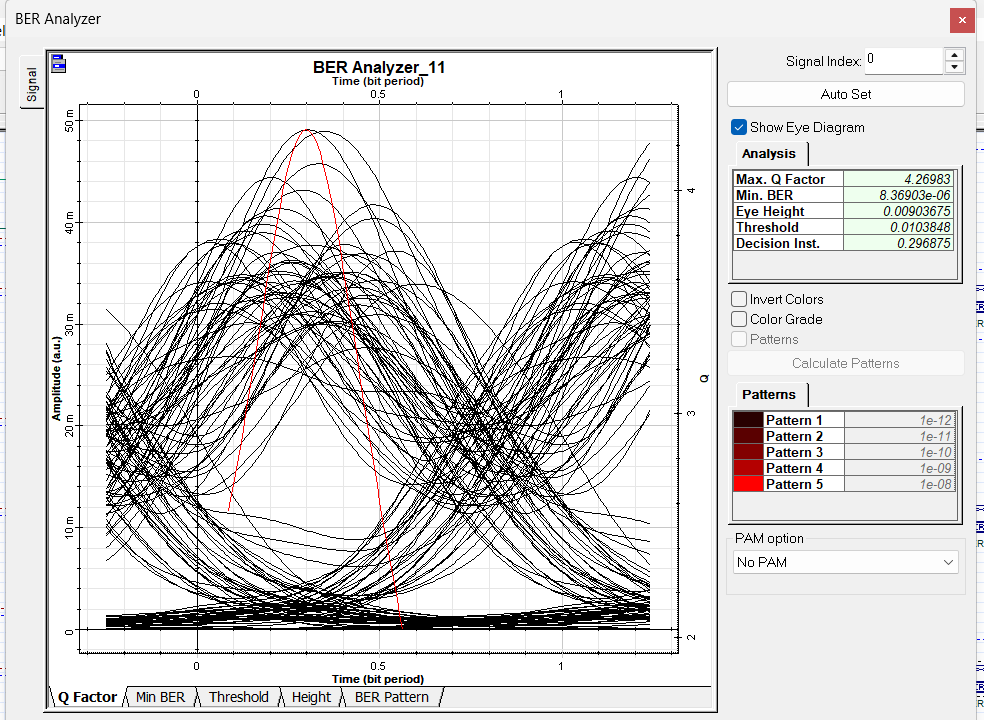 BER Analyzer
Signal
BER Analyzer_11
Time (bit period)
0 0.5 1
Amplitude (a.u.)
50 m
40 m
30 m
20 m
10 m
0
Q
4
3
2
0 0.5 1
Time (bit period)
Q Factor Min BER Threshold Height BER Pattern
Signal Index: 0
Auto Set
Show Eye Diagram
Analysis
Max. Q Factor 4.26983
Min. BER 8.36903e-06
Eye Height 0.00903675
Threshold 0.0103848
Decision Inst. 0.296875
Invert Colors
Color Grade
Patterns
Calculate Patterns
Patterns
Pattern 1 1e-12
Pattern 2 1e-11
Pattern 3 1e-10
Pattern 4 1e-09
Pattern 5 1e-08
PAM option
No PAM